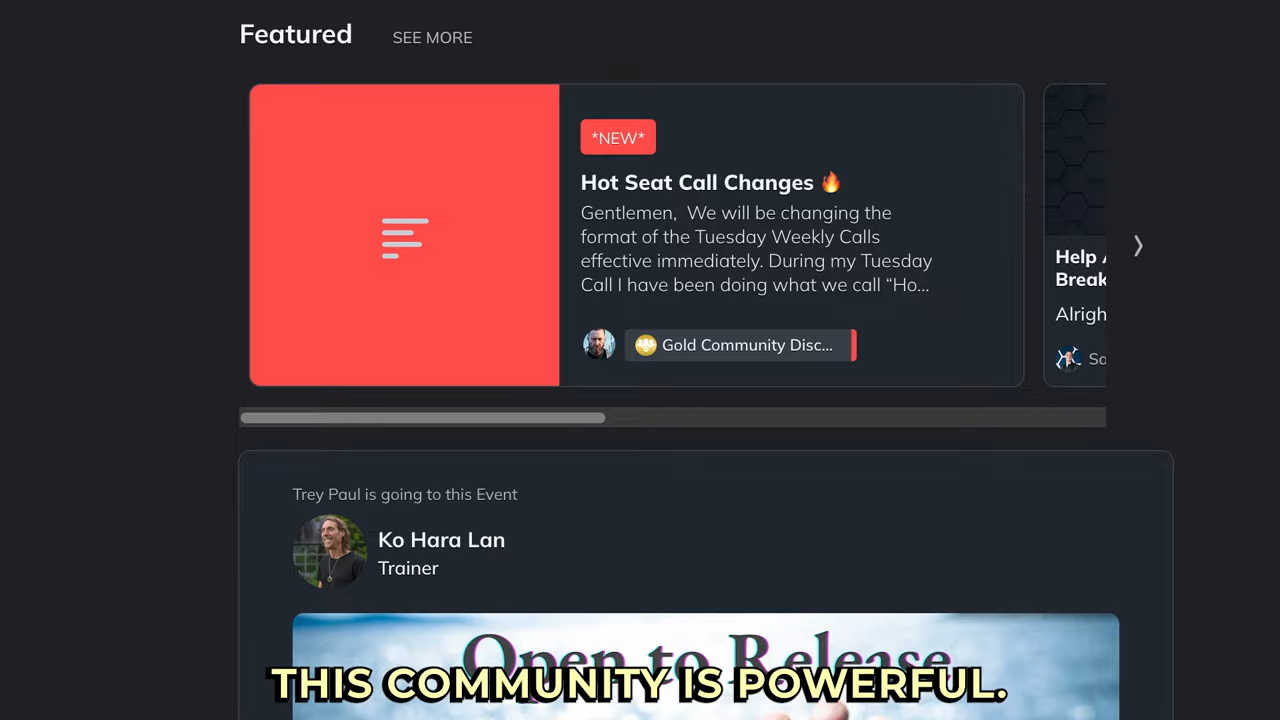 Featured
SEE MORE
*NEW*
Hot Seat Call Changes 🔥
Gentlemen,  We will be changing the
format of the Tuesday Weekly Calls
effective immediately. During my Tuesday
Call I have been doing what we call “Ho...
Gold Community Disc...
Help
Break
Alrigh
Sa
Trey Paul is going to this Event
Ko Hara Lan
Trainer
Open to Release
THIS COMMUNITY IS POWERFUL.